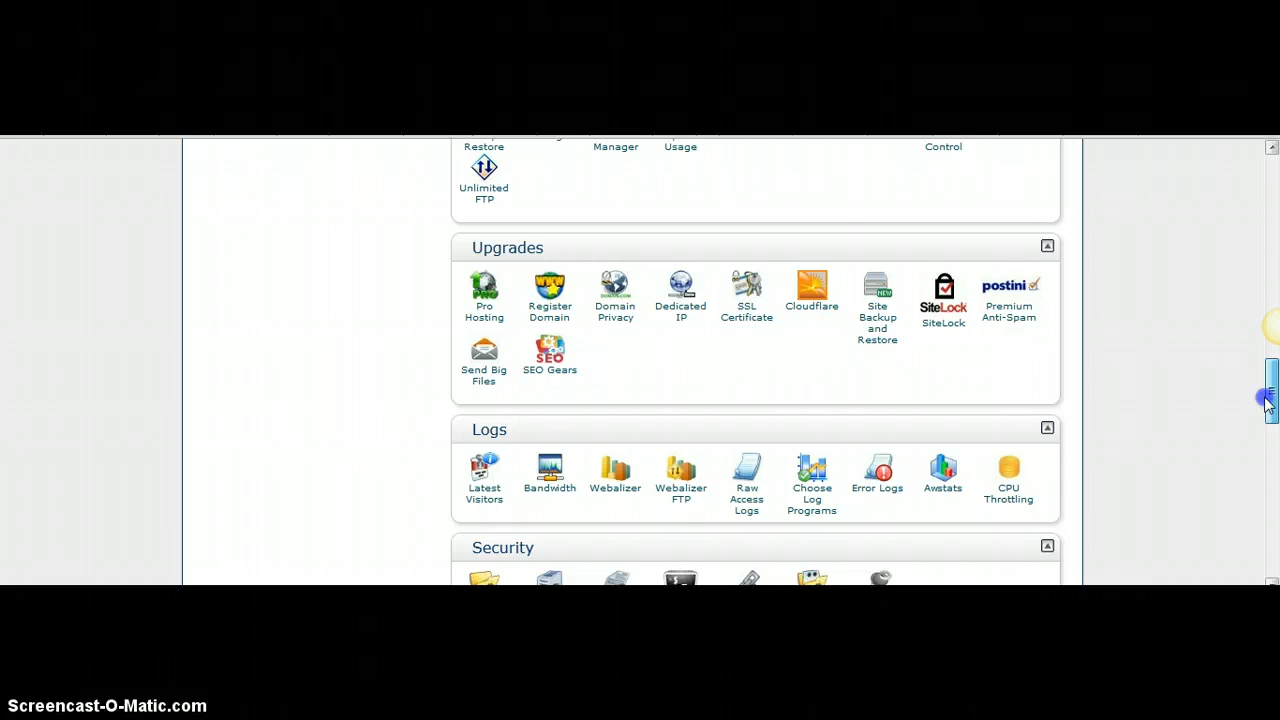 Restore
Manager
Usage
Control
Unlimited
FTP
Upgrades
Pro
Hosting
Register
Domain
Domain
Privacy
Dedicated
IP
SSL
Certificate
Cloudflare
Site
Backup
and
Restore
SiteLock
SiteLock
postini
Premium
Anti-Spam
Send Big
Files
SEO
SEO Gears
Logs
Latest
Visitors
Bandwidth
Webalizer
Webalizer
FTP
Raw
Access
Logs
Choose
Log
Programs
Error Logs
Awstats
CPU
Throttling
Security
Screencast-O-Matic.com